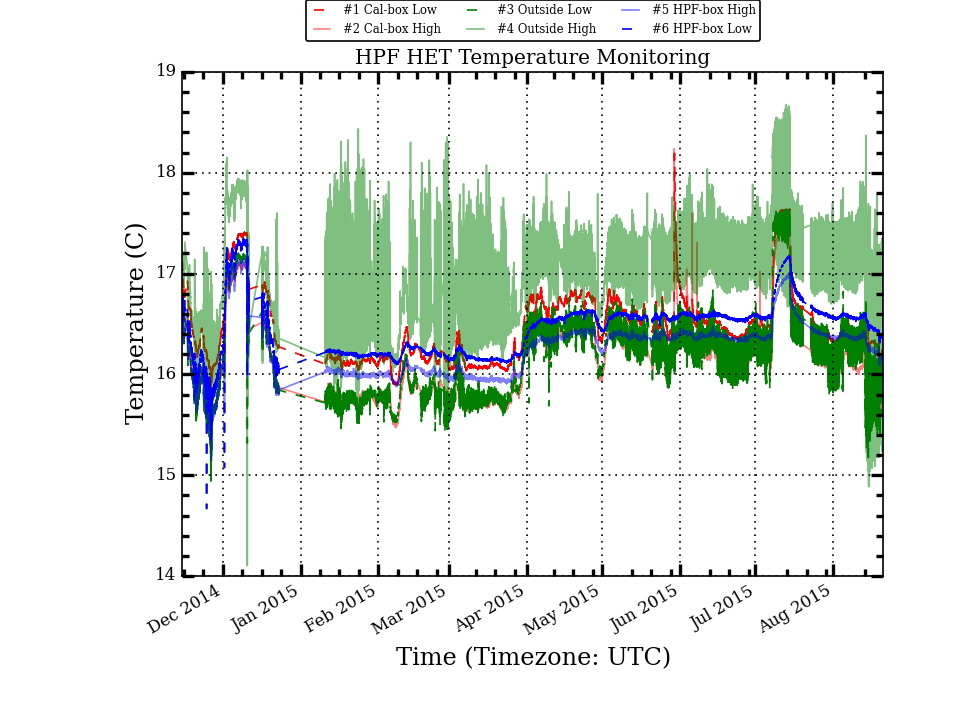 #1 Cal-box Low #3 Outside Low #5 HPF-box High
#2 Cal-box High #4 Outside High #6 HPF-box Low
HPF HET Temperature Monitoring
19
18
17
16
15
14
Temperature (C)
Dec 2014 Jan 2015 Feb 2015 Mar 2015 Apr 2015 May 2015 Jun 2015 Jul 2015 Aug 2015
Time (Timezone: UTC)